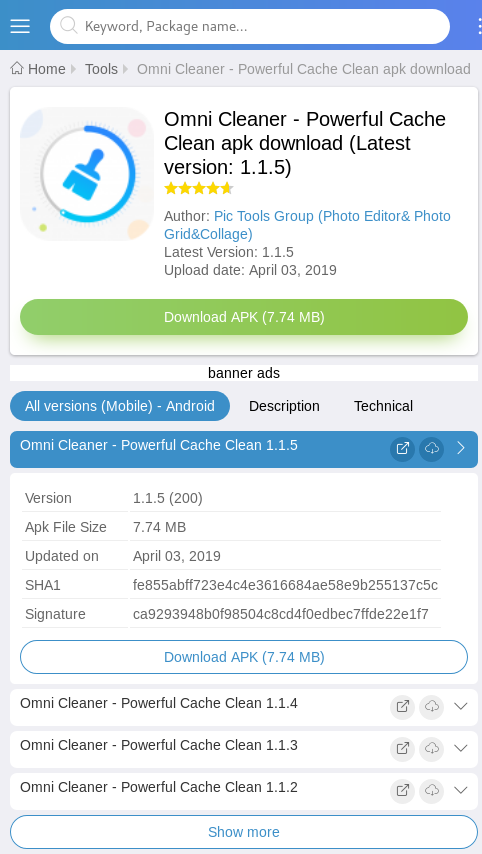 Keyword, Package name...
Home Tools Omni Cleaner - Powerful Cache Clean apk download
Omni Cleaner - Powerful Cache
Clean apk download (Latest
version: 1.1.5)
Author: Pic Tools Group (Photo Editor& Photo
Grid&Collage)
Latest Version: 1.1.5
Upload date: April 03, 2019
Download APK (7.74 MB)
banner ads
All versions (Mobile) - Android Description Technical
Omni Cleaner - Powerful Cache Clean 1.1.5
Version 1.1.5 (200)
Apk File Size 7.74 MB
Updated on April 03, 2019
SHA1 fe855abff723e4c4e3616684ae58e9b255137c5c
Signature ca9293948b0f98504c8cd4f0edbec7ffde22e1f7
Download APK (7.74 MB)
Omni Cleaner - Powerful Cache Clean 1.1.4
Omni Cleaner - Powerful Cache Clean 1.1.3
Omni Cleaner - Powerful Cache Clean 1.1.2
Show more